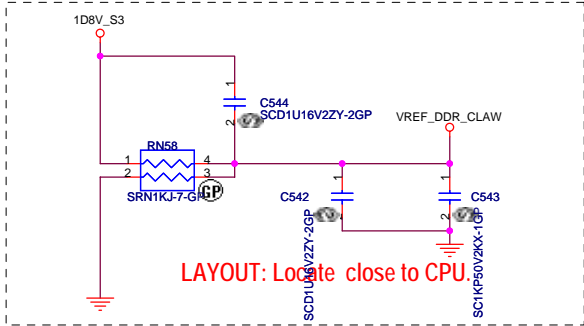 1D8V_S3
1
C544
SCD1U16V2ZY-2GP
2
VREF_DDR_CLAW
RN58
1 4
2 3
SRN1KJ-7-GP
GP
1
C542
2
SCD1U16V2ZY-2GP
1
C543
2
SC1KP50V2KX-1GP
LAYOUT: Locate close to CPU.